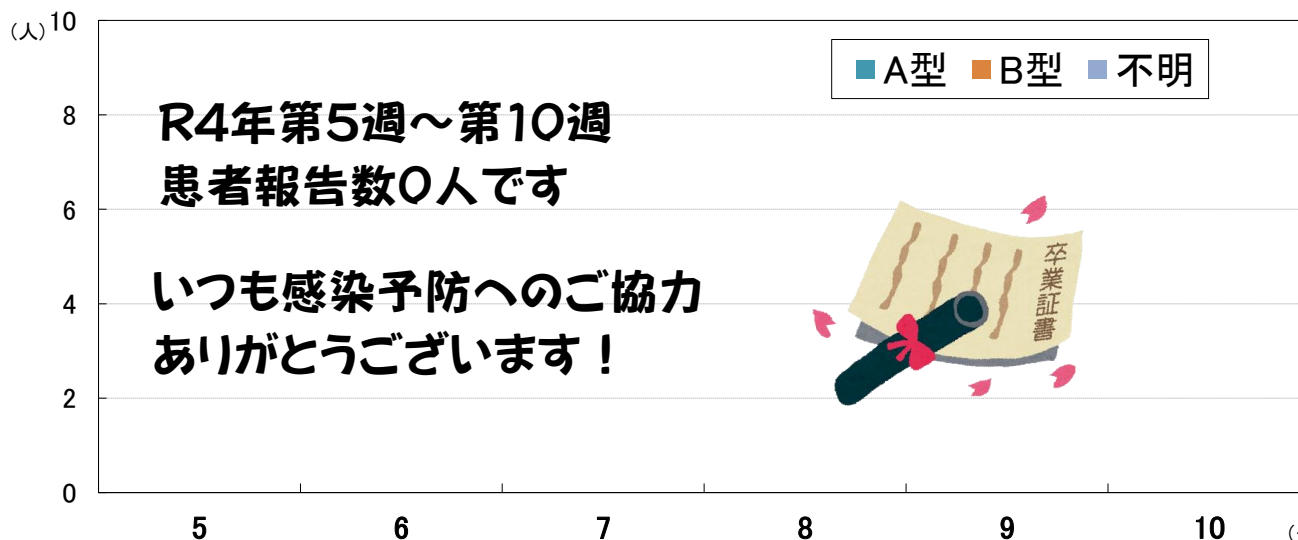 (人)
10
8
6
4
2
0
A型 B型 不明
R4年第5週～第10週
患者報告数0人です
いつも感染予防へのご協力
ありがとうございます！
卒業証書
5 6 7 8 9 10